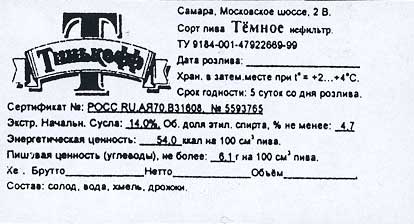 Самара, Московское шоссе, 2 В.
Сорт пива Тёмное нефильтр.
ТУ 9184-001-47922669-99
Тинькофф
Т
Дата розлива:
Хран. в затем.месте при t° = +2...+4°С.
Срок годности: 5 суток со дня розлива.
Сертификат №: РОСС RU.АЯ70.В31608, № 5593765
Экстр. Начальн. Сусла: 14,0%. Об. доля этил. спирта, % не менее: 4,7
Энергетическая ценность: 54,0 ккал на 100 см³ пива.
Пищевая ценность (углеводы), не более: 6,1 г на 100 см³ пива.
Брутто Нетто Объём
Состав: солод, вода, хмель, дрожжи.